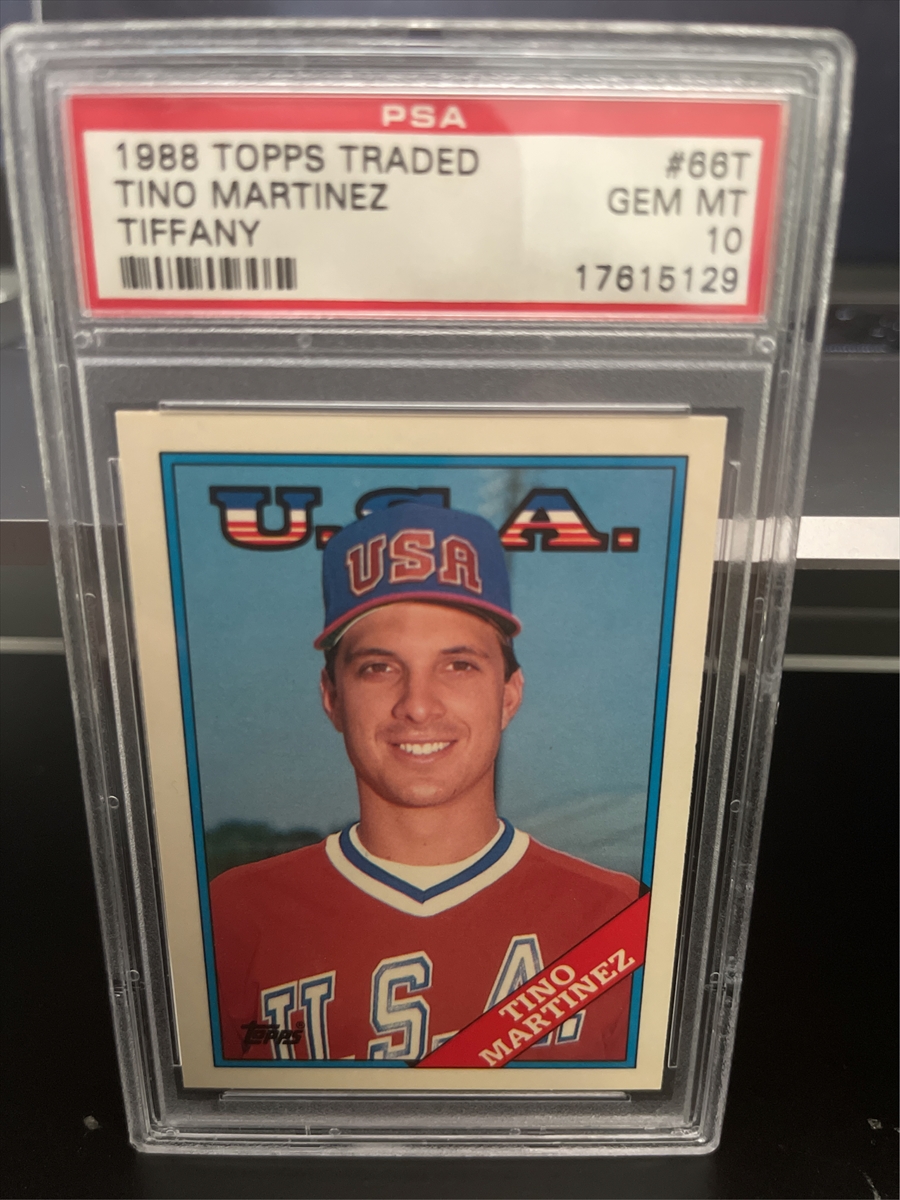 PSA
1988 TOPPS TRADED #66T
TINO MARTINEZ GEM MT
TIFFANY 10
17615129
U.S.A.
USA
U.S.A.
TINO
MARTINEZ
Topps®